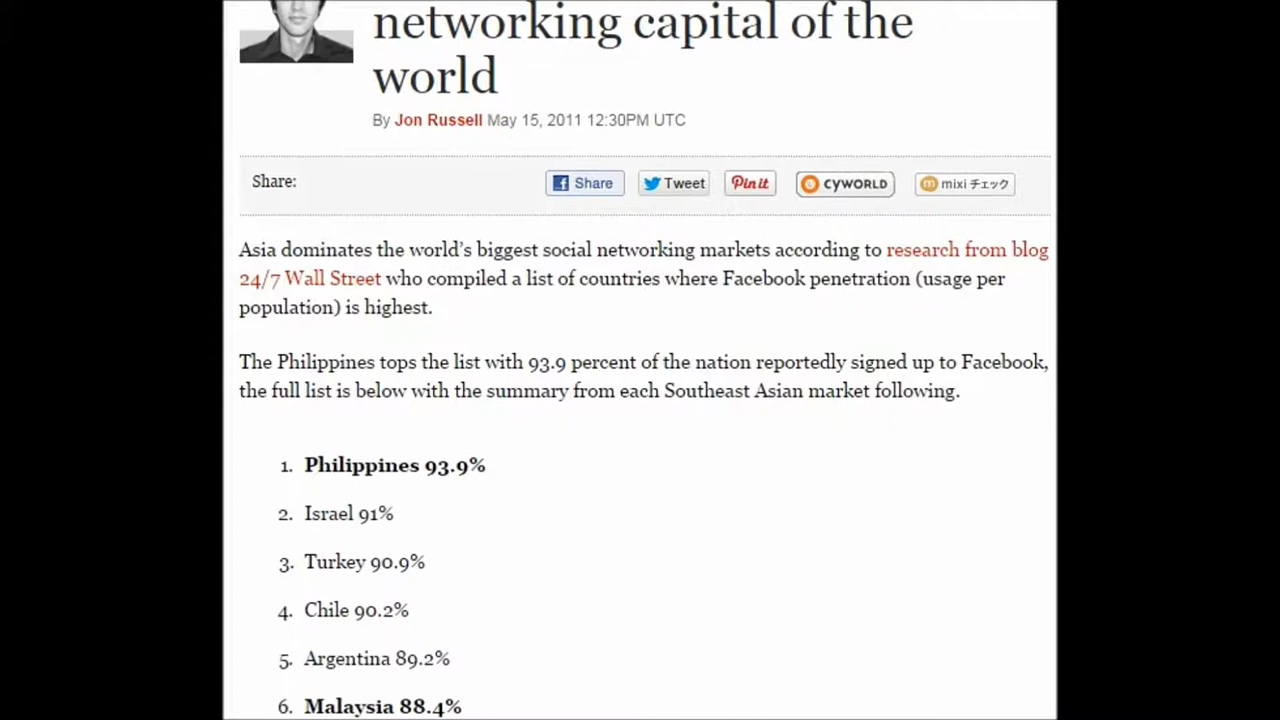 networking capital of the
world
By Jon Russell May 15, 2011 12:30PM UTC
Share:
Share
Tweet
Pin it
CYWORLD
mixi チェック
Asia dominates the world's biggest social networking markets according to research from blog
24/7 Wall Street who compiled a list of countries where Facebook penetration (usage per
population) is highest.
The Philippines tops the list with 93.9 percent of the nation reportedly signed up to Facebook,
the full list is below with the summary from each Southeast Asian market following.
1. Philippines 93.9%
2. Israel 91%
3. Turkey 90.9%
4. Chile 90.2%
5. Argentina 89.2%
6. Malaysia 88.4%